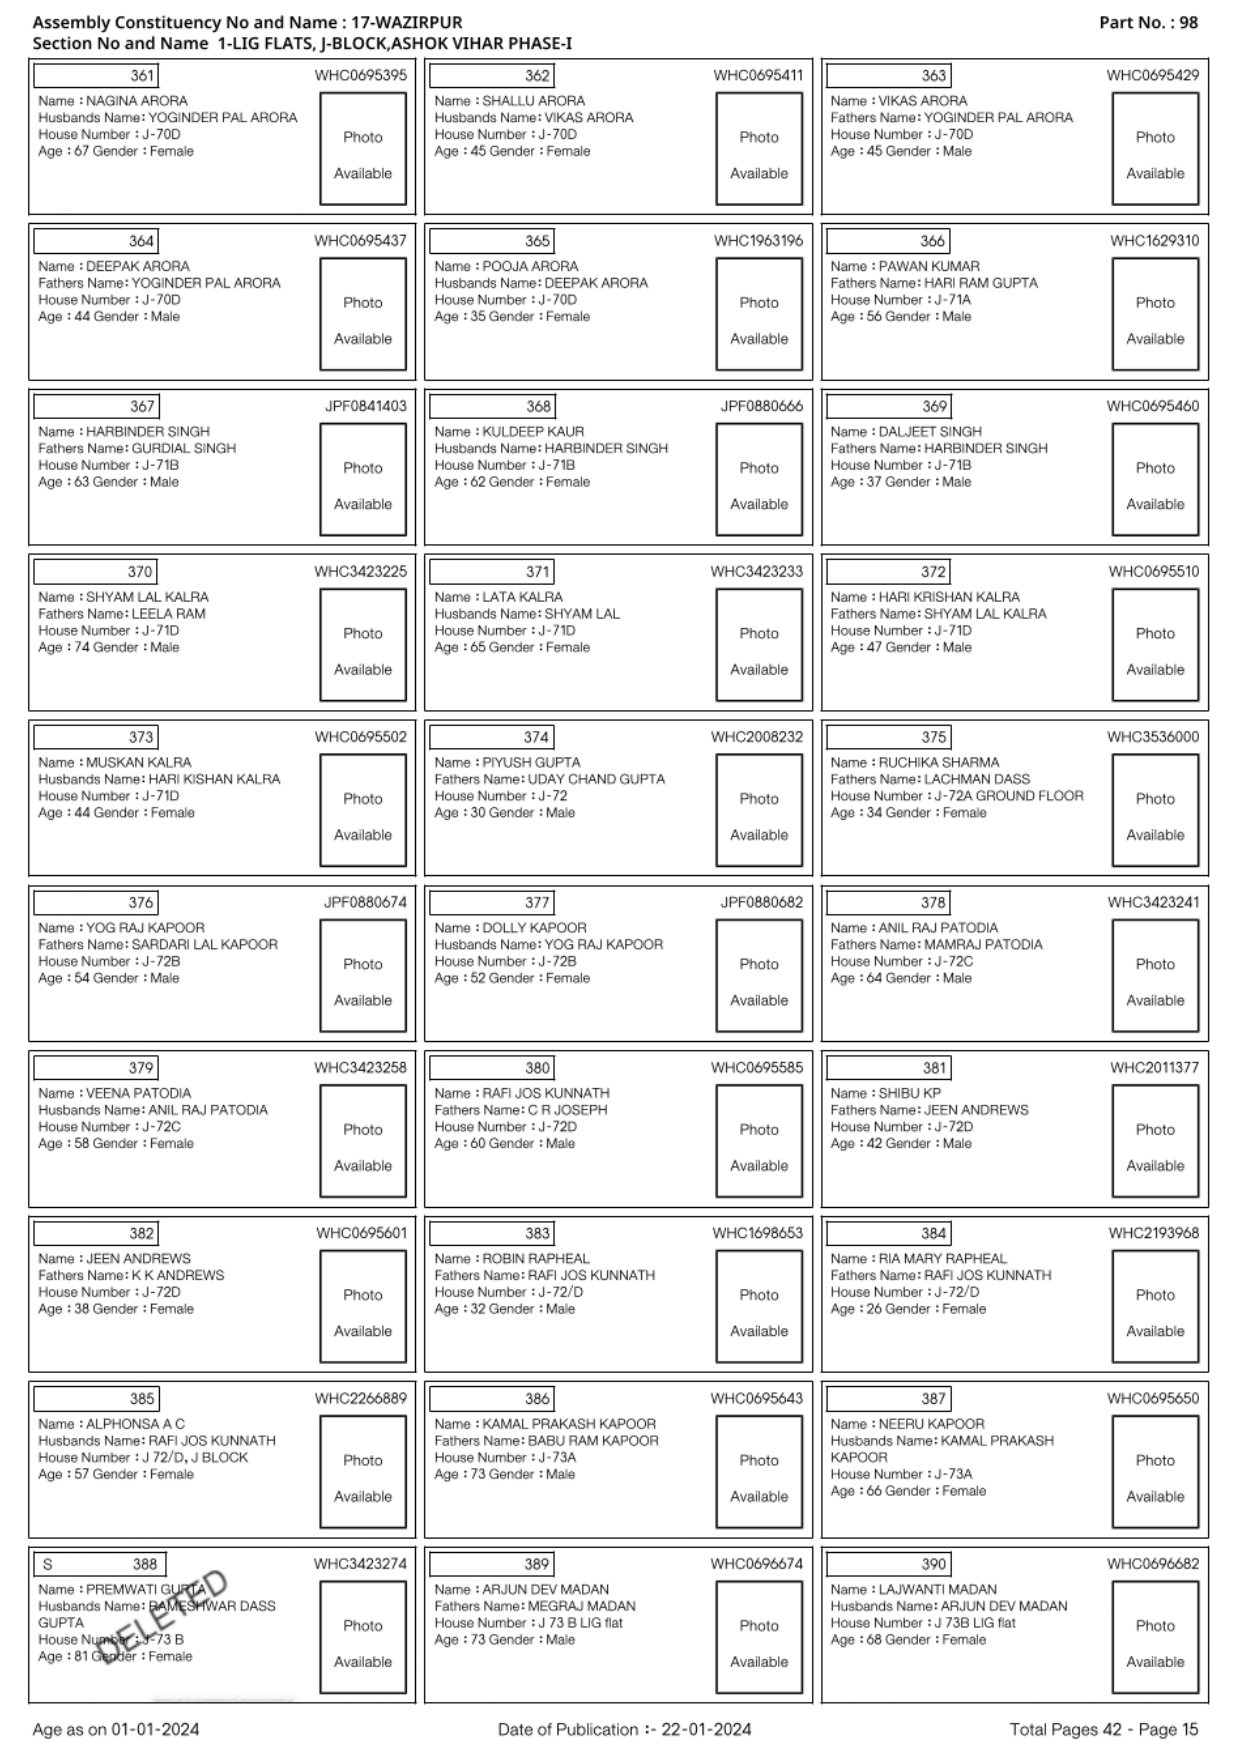 Assembly Constituency No and Name : 17-WAZIRPUR
Part No. : 98
Section No and Name 1-LIG FLATS, J-BLOCK,ASHOK VIHAR PHASE-I
361 WHC0695395
Name : NAGINA ARORA
Husbands Name: YOGINDER PAL ARORA
House Number : J-70D
Age : 67 Gender : Female
Photo
Available
362 WHC0695411
Name : SHALLU ARORA
Husbands Name: VIKAS ARORA
House Number : J-70D
Age : 45 Gender : Female
Photo
Available
363 WHC0695429
Name : VIKAS ARORA
Fathers Name: YOGINDER PAL ARORA
House Number : J-70D
Age : 45 Gender : Male
Photo
Available
364 WHC0695437
Name : DEEPAK ARORA
Fathers Name: YOGINDER PAL ARORA
House Number : J-70D
Age : 44 Gender : Male
Photo
Available
365 WHC1963196
Name : POOJA ARORA
Husbands Name: DEEPAK ARORA
House Number : J-70D
Age : 35 Gender : Female
Photo
Available
366 WHC1629310
Name : PAWAN KUMAR
Fathers Name: HARI RAM GUPTA
House Number : J-71A
Age : 56 Gender : Male
Photo
Available
367 JPF0841403
Name : HARBINDER SINGH
Fathers Name: GURDIAL SINGH
House Number : J-71B
Age : 63 Gender : Male
Photo
Available
368 JPF0880666
Name : KULDEEP KAUR
Husbands Name: HARBINDER SINGH
House Number : J-71B
Age : 62 Gender : Female
Photo
Available
369 WHC0695460
Name : DALJEET SINGH
Fathers Name: HARBINDER SINGH
House Number : J-71B
Age : 37 Gender : Male
Photo
Available
370 WHC3423225
Name : SHYAM LAL KALRA
Fathers Name: LEELA RAM
House Number : J-71D
Age : 74 Gender : Male
Photo
Available
371 WHC3423233
Name : LATA KALRA
Husbands Name: SHYAM LAL
House Number : J-71D
Age : 65 Gender : Female
Photo
Available
372 WHC0695510
Name : HARI KRISHAN KALRA
Fathers Name: SHYAM LAL KALRA
House Number : J-71D
Age : 47 Gender : Male
Photo
Available
373 WHC0695502
Name : MUSKAN KALRA
Husbands Name: HARI KISHAN KALRA
House Number : J-71D
Age : 44 Gender : Female
Photo
Available
374 WHC2008232
Name : PIYUSH GUPTA
Fathers Name: UDAY CHAND GUPTA
House Number : J-72
Age : 30 Gender : Male
Photo
Available
375 WHC3536000
Name : RUCHIKA SHARMA
Fathers Name: LACHMAN DASS
House Number : J-72A GROUND FLOOR
Age : 34 Gender : Female
Photo
Available
376 JPF0880674
Name : YOG RAJ KAPOOR
Fathers Name: SARDARI LAL KAPOOR
House Number : J-72B
Age : 54 Gender : Male
Photo
Available
377 JPF0880682
Name : DOLLY KAPOOR
Husbands Name: YOG RAJ KAPOOR
House Number : J-72B
Age : 52 Gender : Female
Photo
Available
378 WHC3423241
Name : ANIL RAJ PATODIA
Fathers Name: MAMRAJ PATODIA
House Number : J-72C
Age : 64 Gender : Male
Photo
Available
379 WHC3423258
Name : VEENA PATODIA
Husbands Name: ANIL RAJ PATODIA
House Number : J-72C
Age : 58 Gender : Female
Photo
Available
380 WHC0695585
Name : RAFI JOS KUNNATH
Fathers Name: C R JOSEPH
House Number : J-72D
Age : 60 Gender : Male
Photo
Available
381 WHC2011377
Name : SHIBU KP
Fathers Name: JEEN ANDREWS
House Number : J-72D
Age : 42 Gender : Male
Photo
Available
382 WHC0695601
Name : JEEN ANDREWS
Fathers Name: K K ANDREWS
House Number : J-72D
Age : 38 Gender : Female
Photo
Available
383 WHC1698653
Name : ROBIN RAPHEAL
Fathers Name: RAFI JOS KUNNATH
House Number : J-72/D
Age : 32 Gender : Male
Photo
Available
384 WHC2193968
Name : RIA MARY RAPHEAL
Fathers Name: RAFI JOS KUNNATH
House Number : J-72/D
Age : 26 Gender : Female
Photo
Available
385 WHC2266889
Name : ALPHONSA A C
Husbands Name: RAFI JOS KUNNATH
House Number : J 72/D, J BLOCK
Age : 57 Gender : Female
Photo
Available
386 WHC0695643
Name : KAMAL PRAKASH KAPOOR
Fathers Name: BABU RAM KAPOOR
House Number : J-73A
Age : 73 Gender : Male
Photo
Available
387 WHC0695650
Name : NEERU KAPOOR
Husbands Name: KAMAL PRAKASH
KAPOOR
House Number : J-73A
Age : 66 Gender : Female
Photo
Available
S 388 WHC3423274
Name : PREMWATI GUPTA
Husbands Name: RAMESHWAR DASS
GUPTA
House Number : J-73 B
Age : 81 Gender : Female
DELETED
Photo
Available
389 WHC0696674
Name : ARJUN DEV MADAN
Fathers Name: MEGRAJ MADAN
House Number : J 73 B LIG flat
Age : 73 Gender : Male
Photo
Available
390 WHC0696682
Name : LAJWANTI MADAN
Husbands Name: ARJUN DEV MADAN
House Number : J 73B LIG flat
Age : 68 Gender : Female
Photo
Available
Age as on 01-01-2024
Date of Publication :- 22-01-2024
Total Pages 42 - Page 15